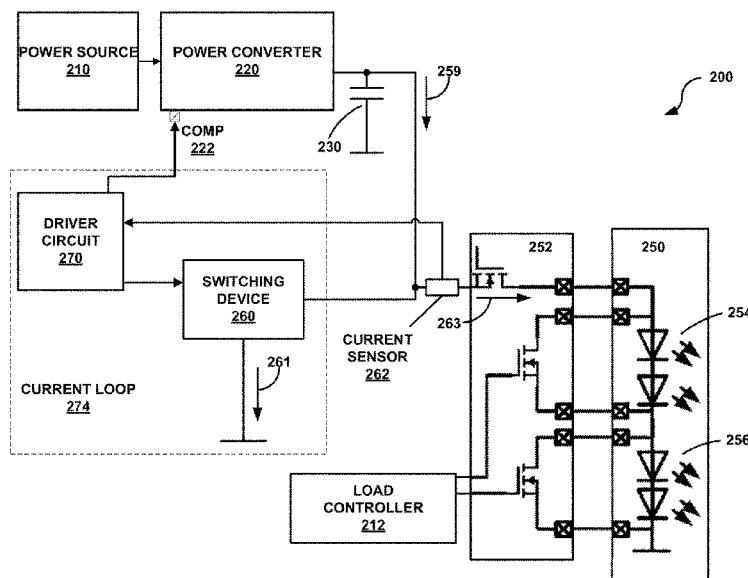 POWER SOURCE
210
POWER CONVERTER
220
259
200
230
COMP
222
DRIVER
CIRCUIT
270
SWITCHING
DEVICE
260
252
250
263
254
CURRENT
SENSOR
262
261
CURRENT LOOP
274
256
LOAD
CONTROLLER
212